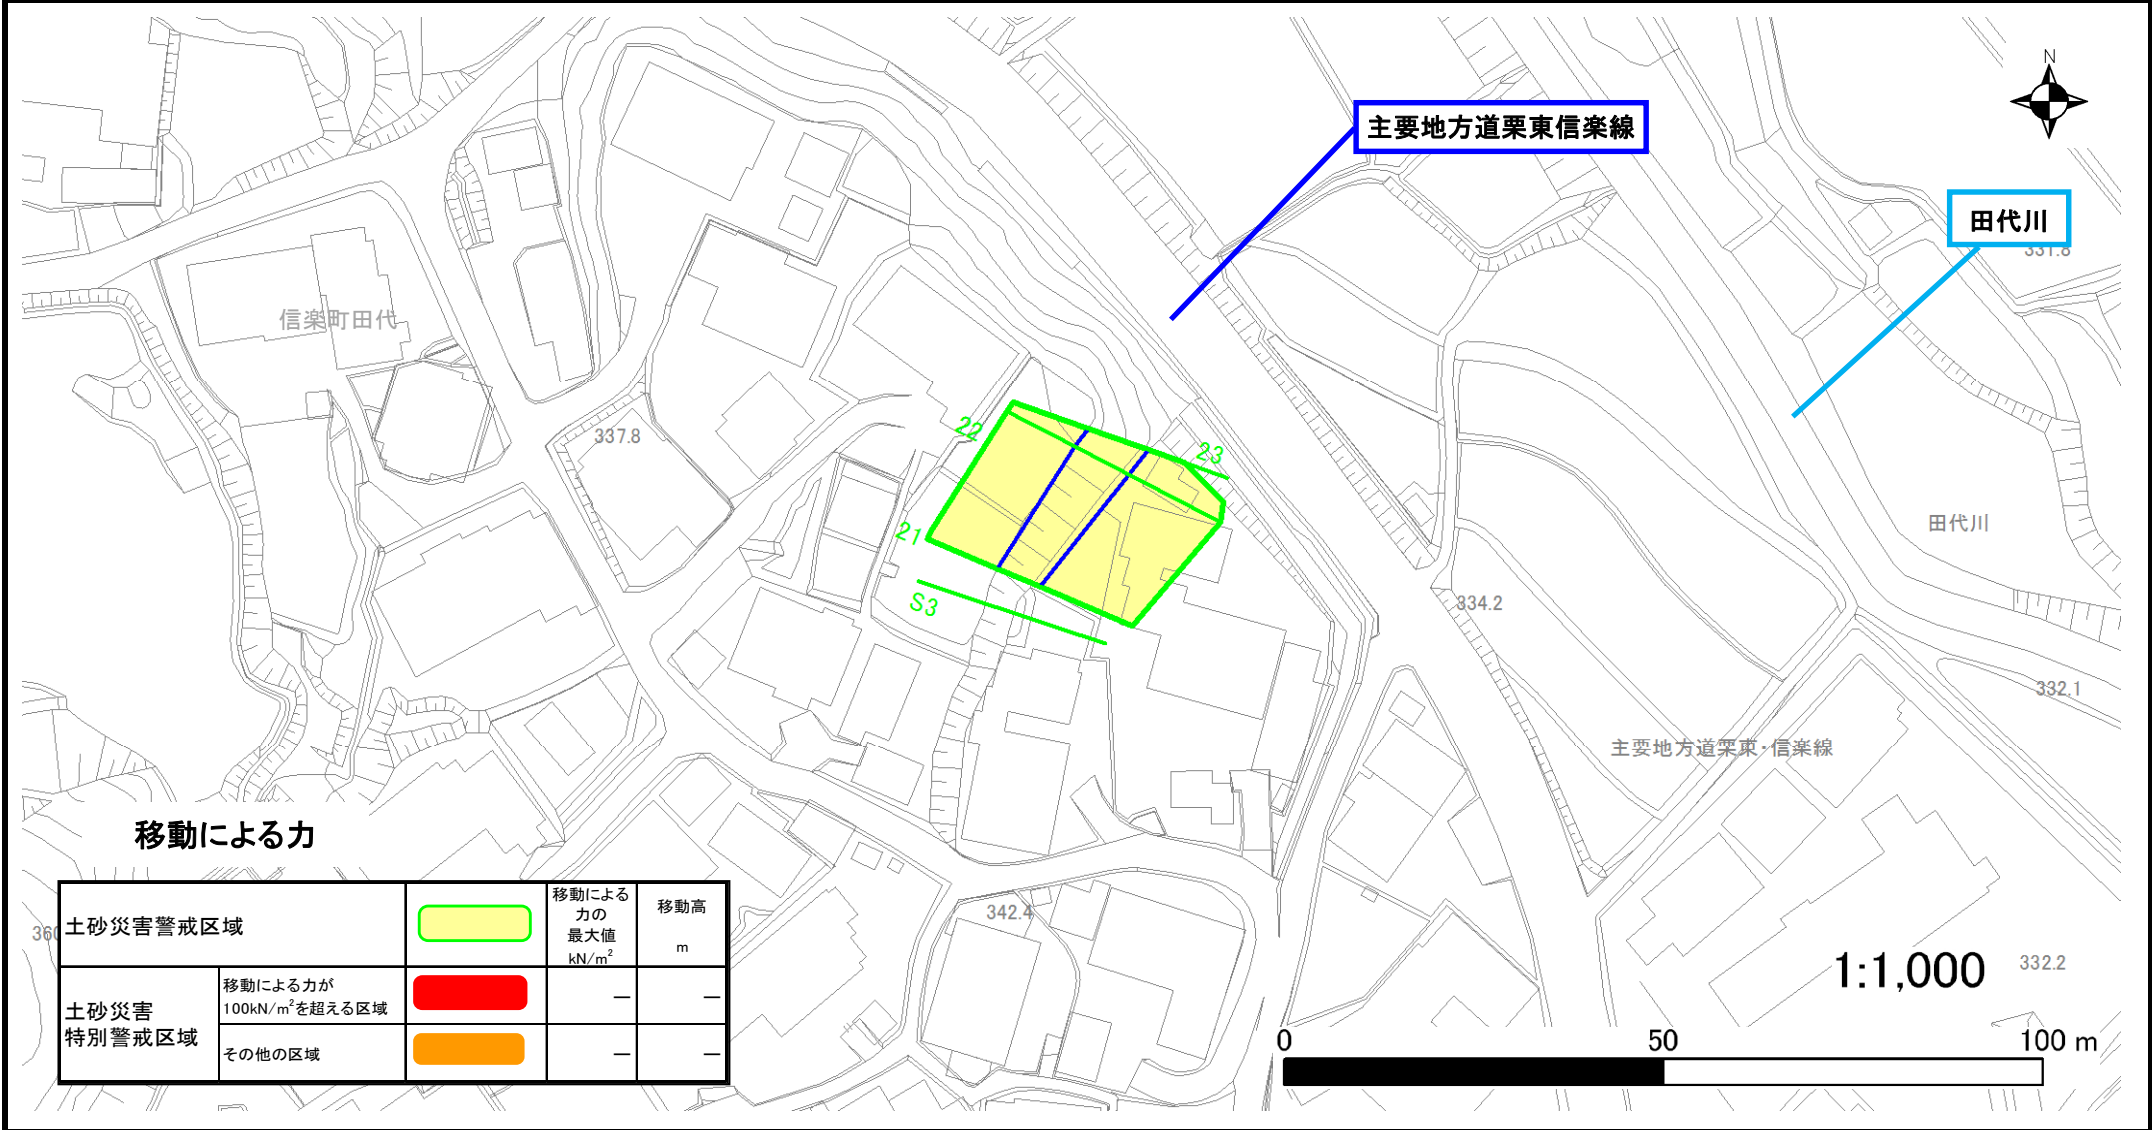 N
主要地方道栗東信楽線
田代川
331.8
信楽町田代
337.8
22
23
21
S3
田代川
334.2
332.1
主要地方道栗東・信楽線
移動による力
342.4
332.2
1:1,000
0 50 100 m
土砂災害警戒区域
移動による
力の
最大値
kN/m²
移動高
m
土砂災害
特別警戒区域
移動による力が
100kN/m²を超える区域
— —
その他の区域
— —